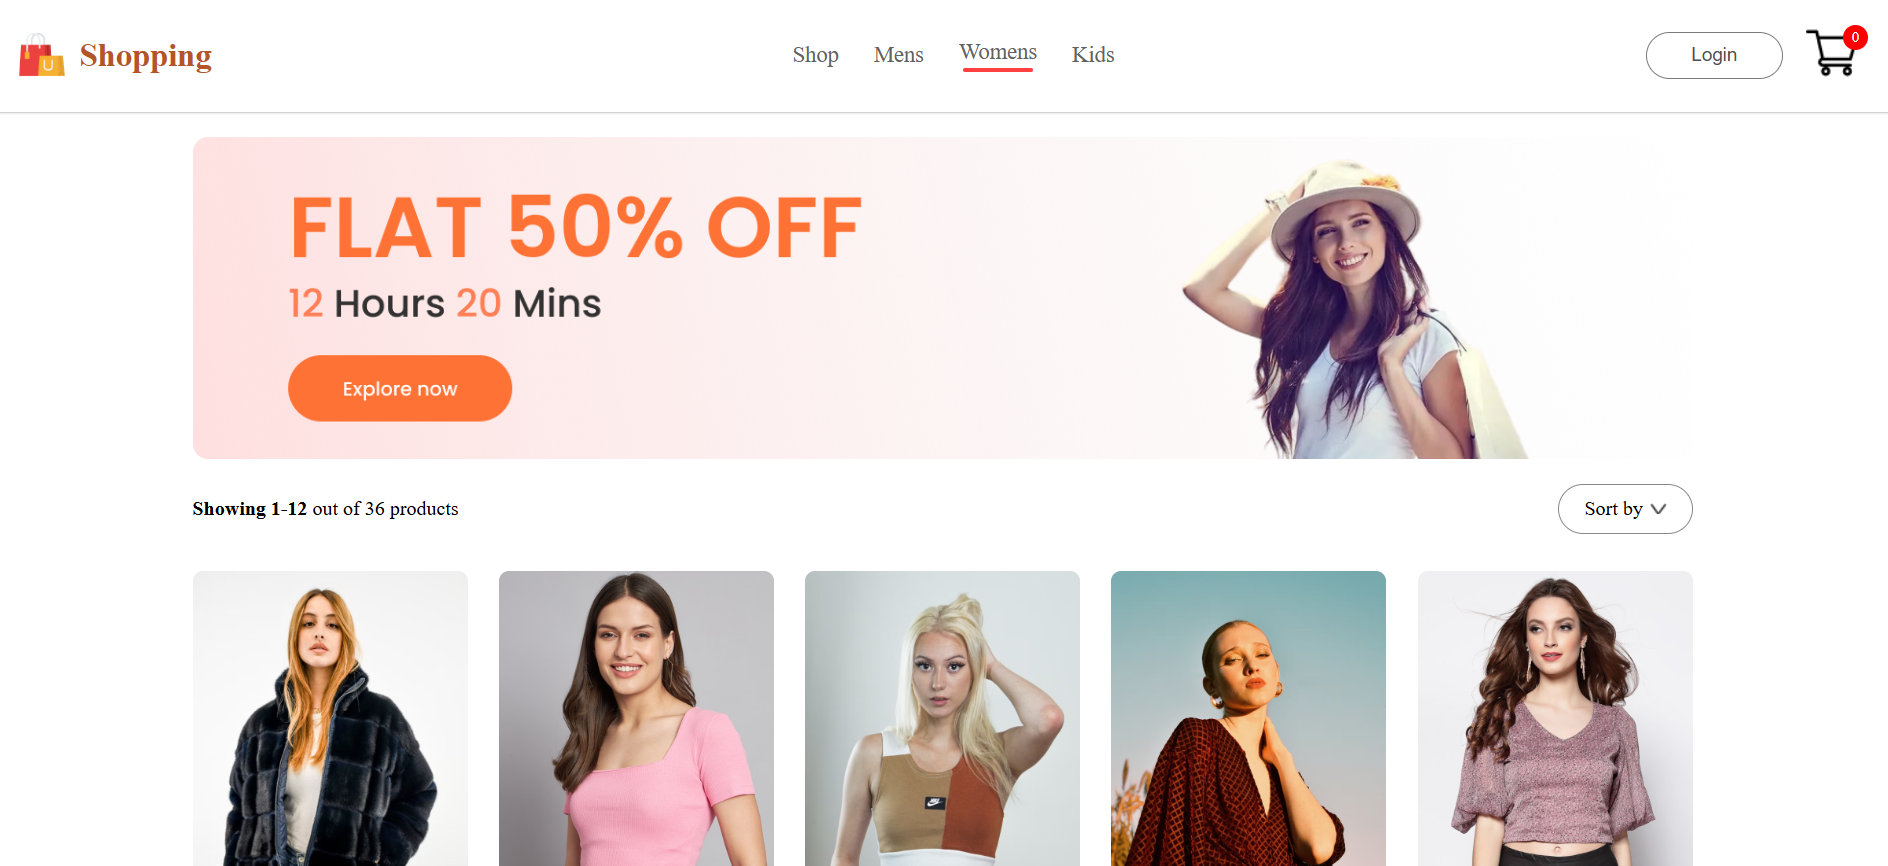 Shopping
Shop Mens Womens Kids
Login
0
FLAT 50% OFF
12 Hours 20 Mins
Explore now
Showing 1-12 out of 36 products
Sort by